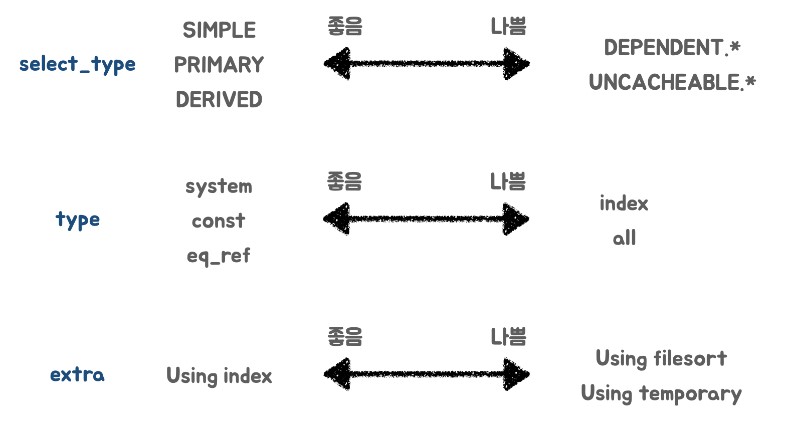 좋음 나쁨
select_type
SIMPLE
PRIMARY
DERIVED
DEPENDENT.*
UNCACHEABLE.*
좋음 나쁨
type
system
const
eq_ref
index
all
좋음 나쁨
extra
Using index
Using filesort
Using temporary